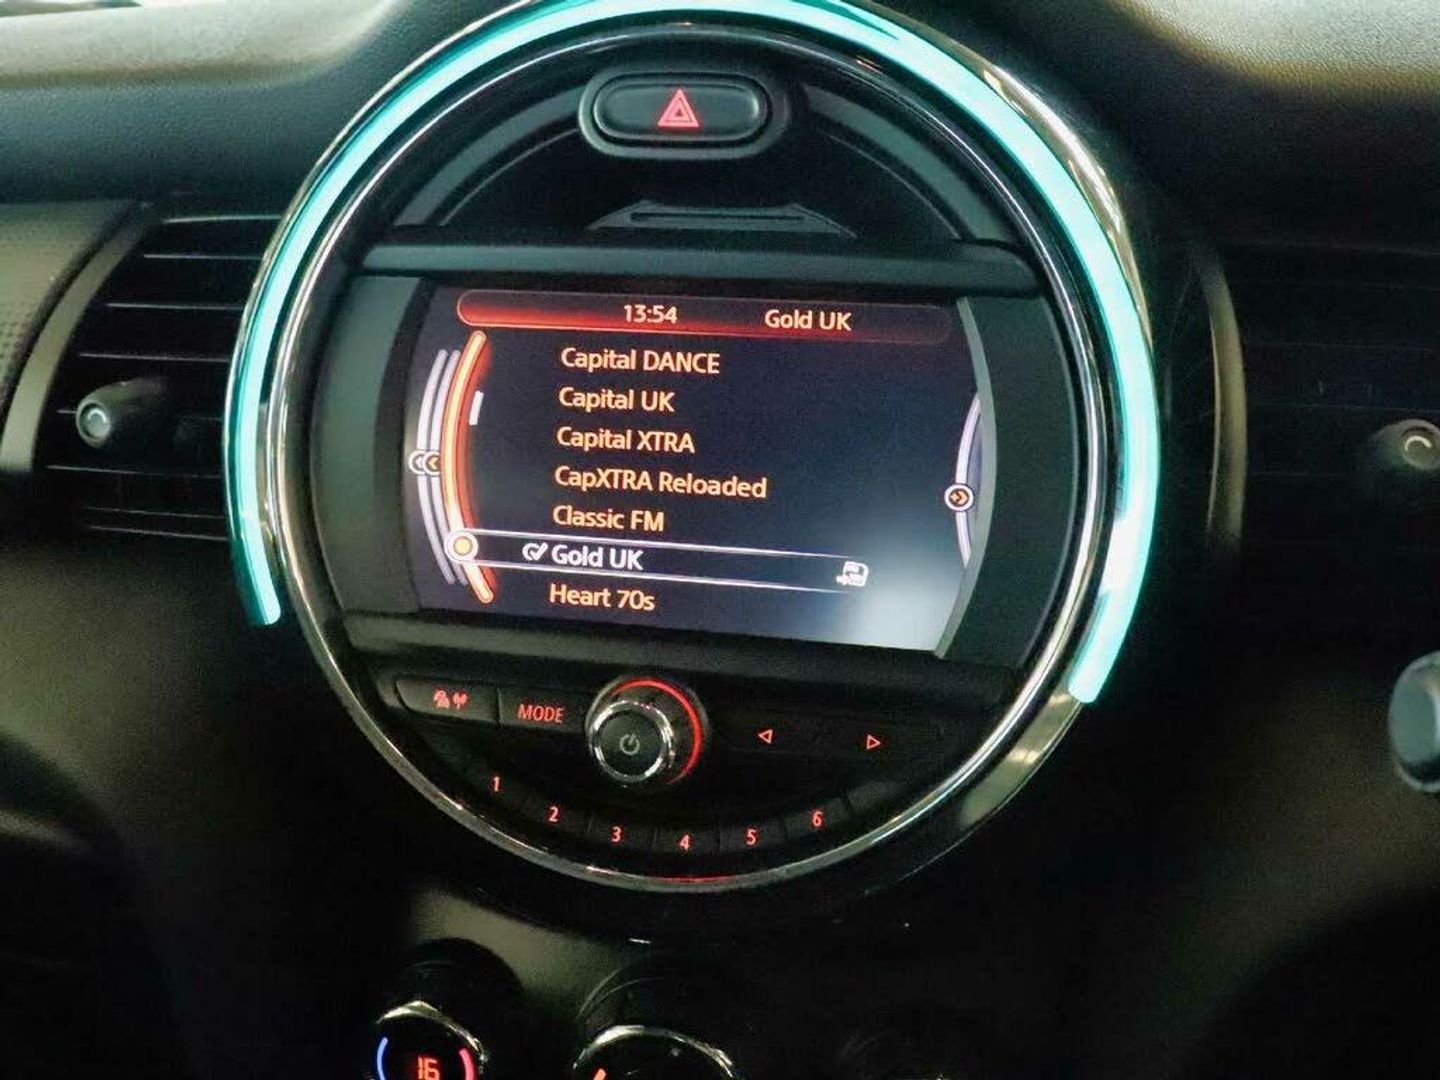 13:54 Gold UK
Capital DANCE
Capital UK
Capital XTRA
CapXTRA Reloaded
Classic FM
Gold UK
Heart 70s
MODE
1
2
3
4
5
6
16